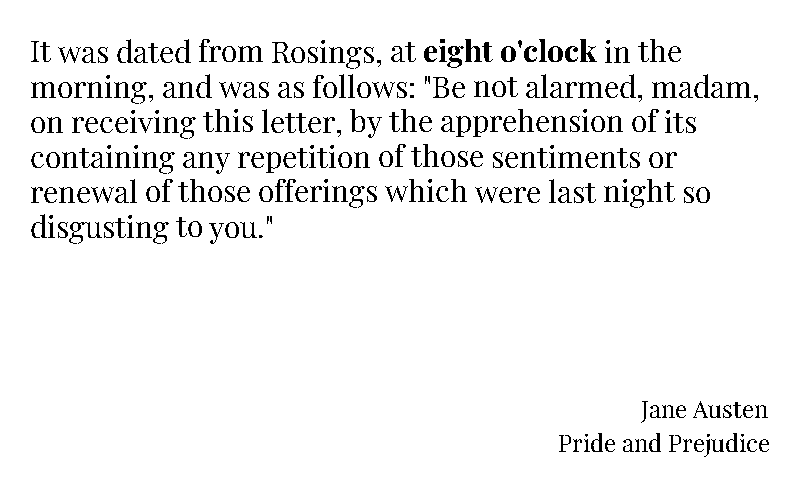 It was dated from Rosings, at eight o'clock in the
morning, and was as follows: "Be not alarmed, madam,
on receiving this letter, by the apprehension of its
containing any repetition of those sentiments or
renewal of those offerings which were last night so
disgusting to you."
Jane Austen
Pride and Prejudice